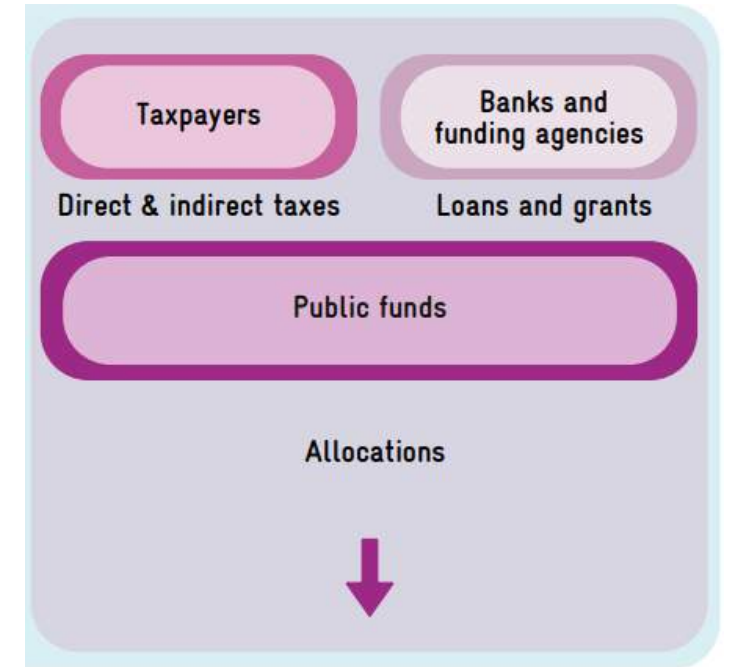 Taxpayers
Banks and
funding agencies
Direct & indirect taxes
Loans and grants
Public funds
Allocations